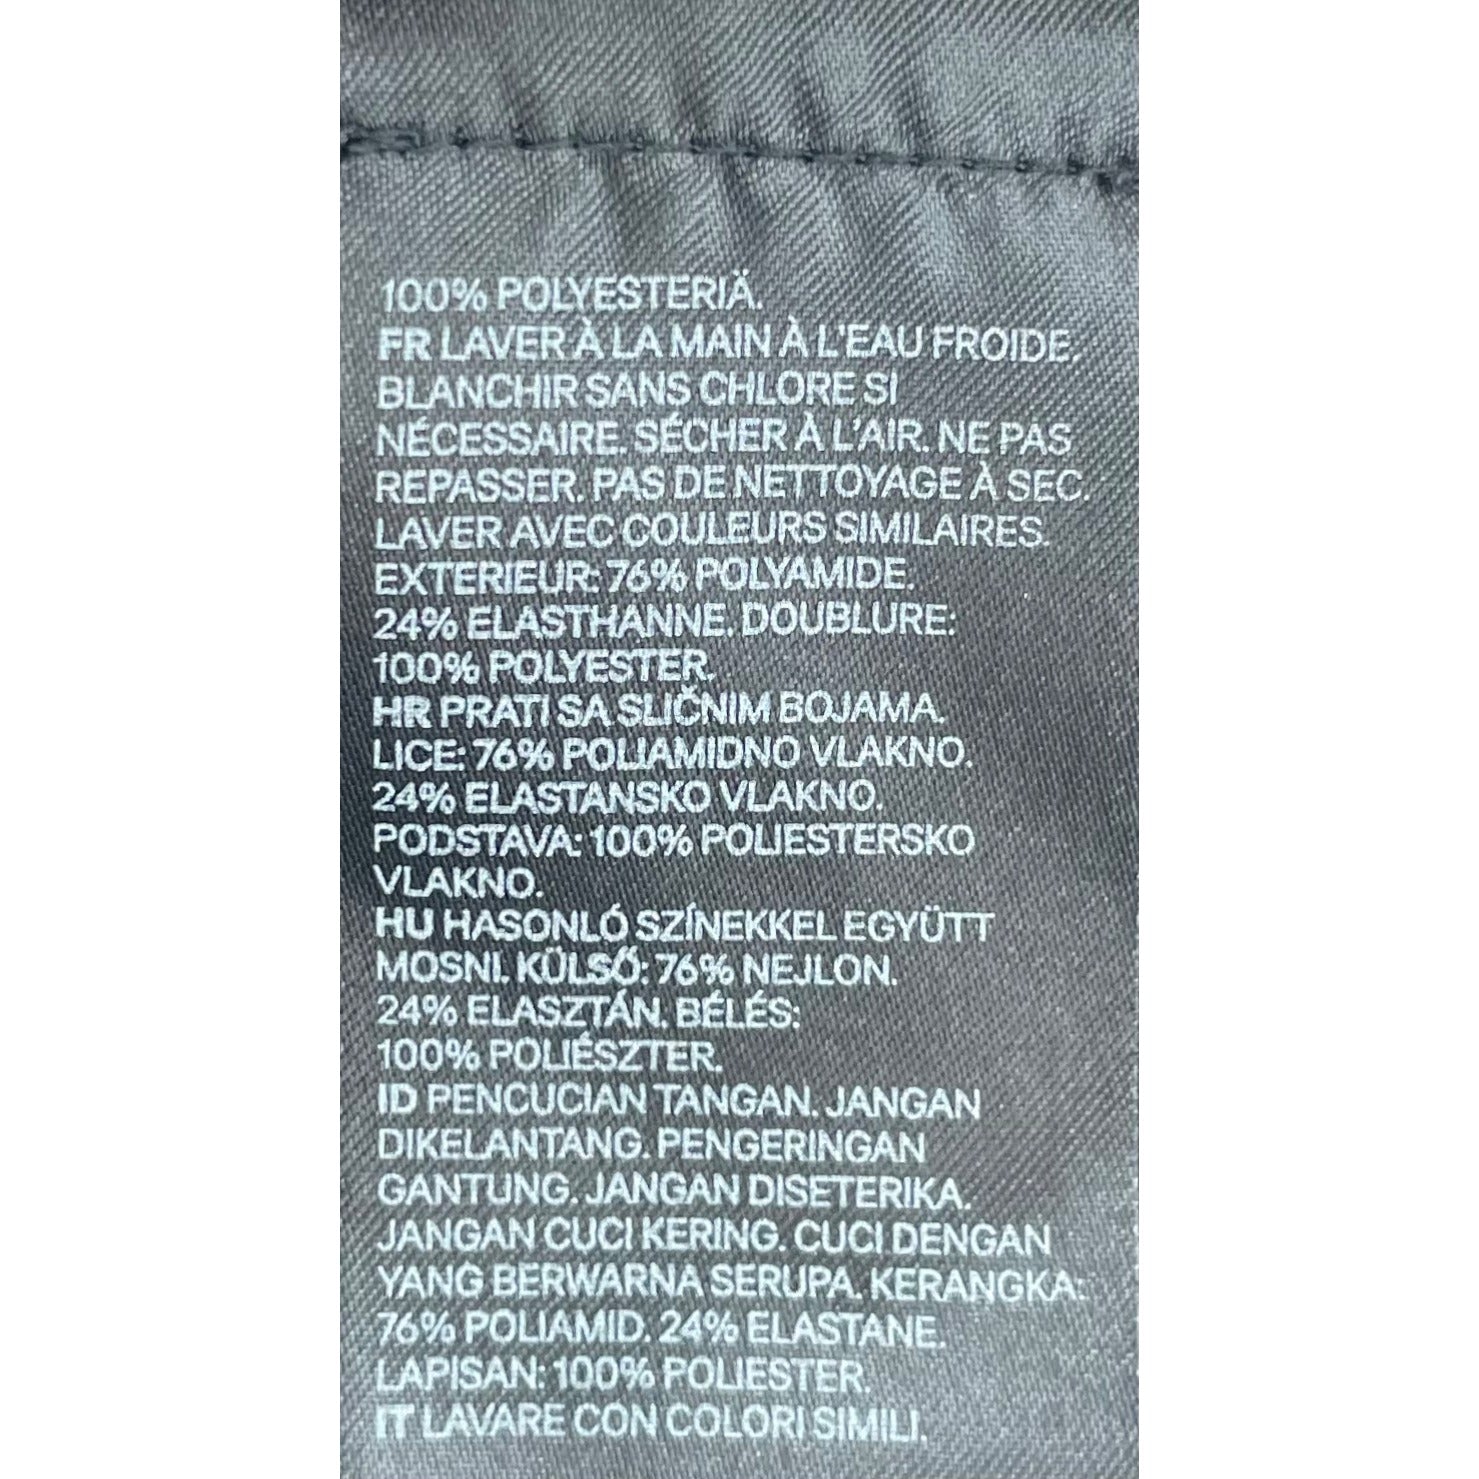 100% POLYESTERIÄ.
FR LAVER À LA MAIN À L'EAU FROIDE.
BLANCHIR SANS CHLORE SI
NÉCESSAIRE. SÉCHER À L'AIR. NE PAS
REPASSER. PAS DE NETTOYAGE À SEC.
LAVER AVEC COULEURS SIMILAIRES.
EXTERIEUR: 76% POLYAMIDE.
24% ELASTHANNE. DOUBLURE:
100% POLYESTER.
HR PRATI SA SLIČNIM BOJAMA.
LICE: 76% POLIAMIDNO VLAKNO.
24% ELASTANSKO VLAKNO.
PODSTAVA: 100% POLIESTERSKO
VLAKNO.
HU HASONLÓ SZÍNEKKEL EGYÜTT
MOSNI. KÜLSŐ: 76% NEJLON.
24% ELASZTÁN. BÉLÉS:
100% POLIÉSZTER.
ID PENCUCIAN TANGAN. JANGAN
DIKELANTANG. PENGERINGAN
GANTUNG. JANGAN DISETERIKA.
JANGAN CUCI KERING. CUCI DENGAN
YANG BERWARNA SERUPA. KERANGKA:
76% POLIAMID. 24% ELASTANE.
LAPISAN: 100% POLIESTER.
IT LAVARE CON COLORI SIMILI.